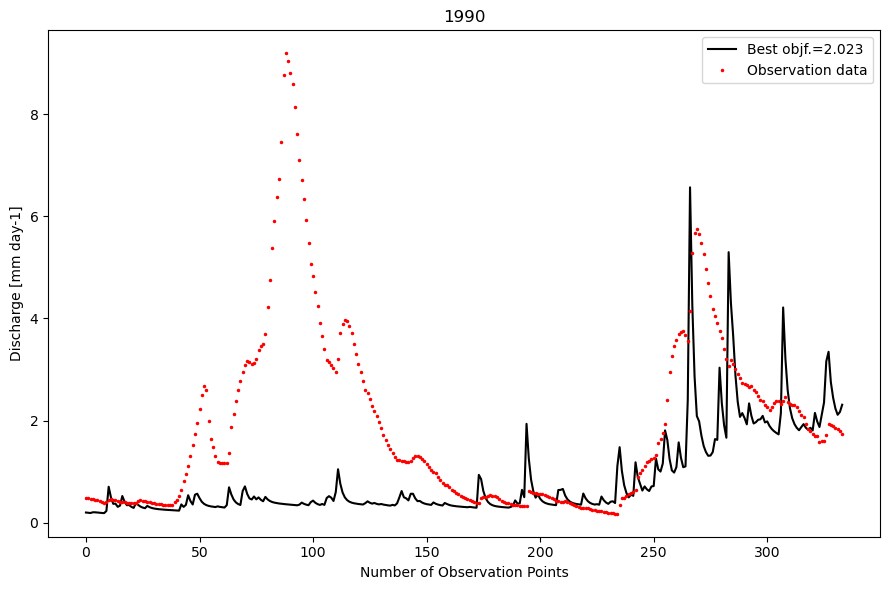 1990
Best objf.=2.023
Observation data
Discharge [mm day-1]
8
6
4
2
0
0 50 100 150 200 250 300
Number of Observation Points